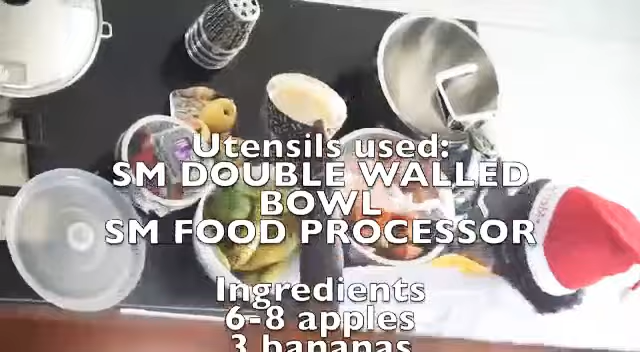 Utensils used:
SM DOUBLE WALLED
BOWL
SM FOOD PROCESSOR
Ingredients
6-8 apples
3 bananas